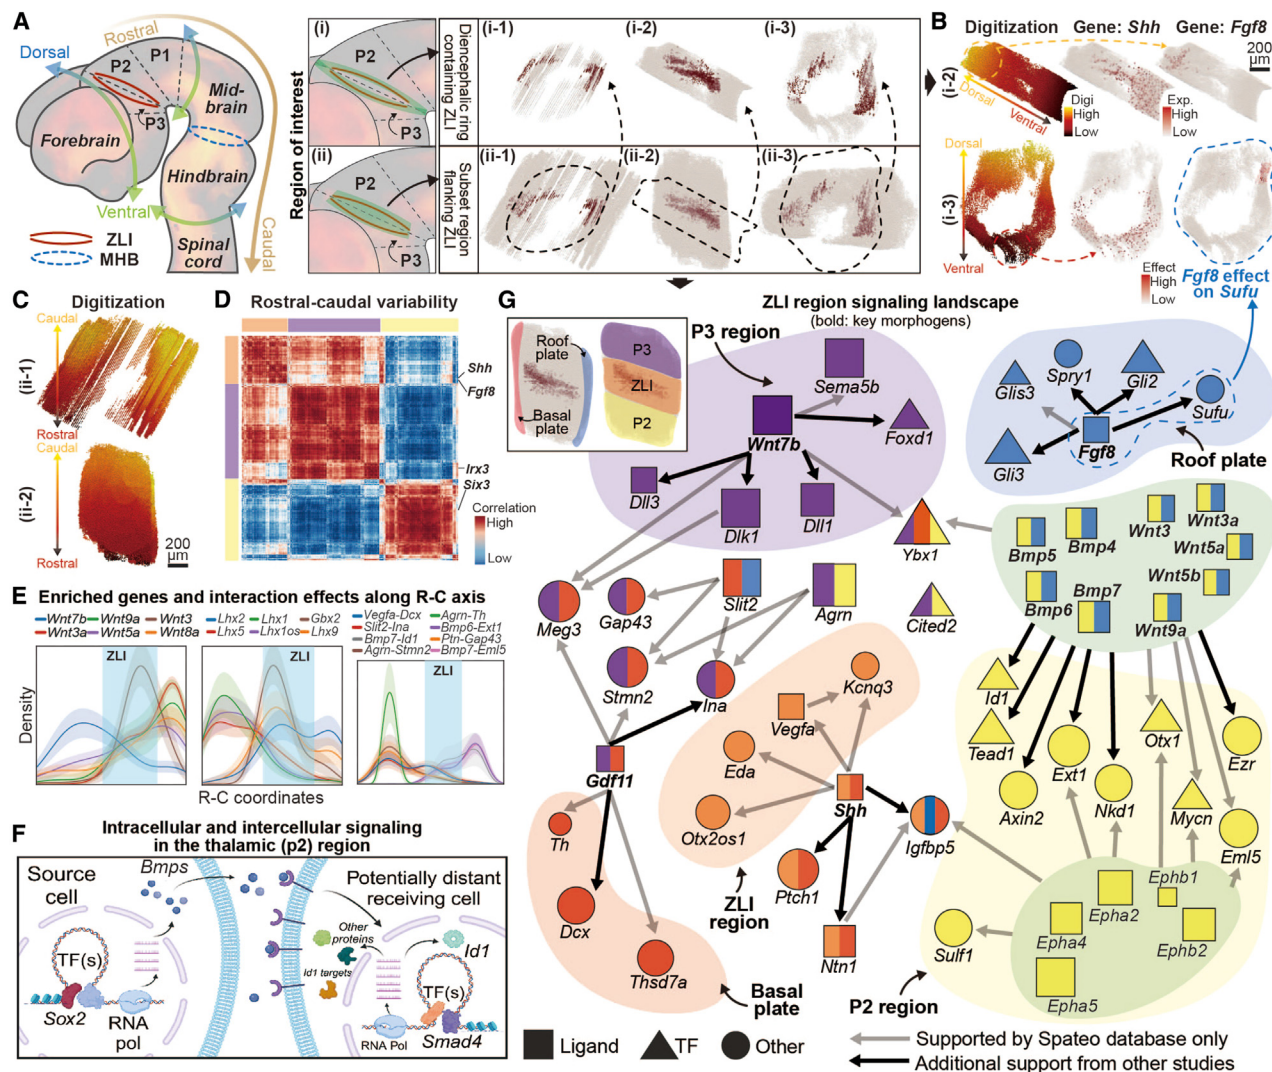 A
Rostral
Dorsal
P2
P1
P3
Mid-
brain
Forebrain
Hindbrain
Ventral
Spinal
cord
Caudal
ZLI
MHB
Region of interest
(i)
P2
P3
(ii)
P2
P3
Diencephalic ring
containing ZLI
Subset region
flanking ZLI
(i-1)
(i-2)
(i-3)
(ii-1)
(ii-2)
(ii-3)
B
Digitization
Gene: Shh
Gene: Fgf8
200
µm
(i-2)
Dorsal
Ventral
Digi
High
Low
Exp.
High
Low
Dorsal
(i-3)
Ventral
Effect
High
Low
Fgf8 effect
on Sufu
C
Digitization
Caudal
(ii-1)
Rostral
Caudal
(ii-2)
Rostral
200
µm
D
Rostral-caudal variability
Shh
Fgf8
Irx3
Six3
Correlation
High
Low
E
Enriched genes and interaction effects along R-C axis
Wnt7b
Wnt9a
Wnt3
Wnt3a
Wnt5a
Wnt8a
Lhx2
Lhx1
Gbx2
Lhx5
Lhx1os
Lhx9
Vegfa-Dcx
Agrn-Th
Slit2-Ina
Bmp6-Ext1
Bmp7-Id1
Ptn-Gap43
Agrn-Stmn2
Bmp7-Eml5
ZLI
ZLI
ZLI
Density
R-C coordinates
F
Intracellular and intercellular signaling
in the thalamic (p2) region
Source
cell
Bmps
Potentially distant
receiving cell
Other
proteins
Id1
Id1 targets
TF(s)
TF(s)
Sox2
RNA
pol
RNA Pol
Smad4
G
ZLI region signaling landscape
(bold: key morphogens)
P3 region
Roof
plate
Basal
plate
P3
ZLI
P2
Sema5b
Wnt7b
Foxd1
Dll3
Dlk1
Dll1
Ybx1
Glis3
Spry1
Gli2
Sufu
Gli3
Fgf8
Roof plate
Bmp5
Bmp4
Wnt3
Wnt3a
Wnt5a
Wnt5b
Bmp6
Bmp7
Wnt9a
Meg3
Gap43
Slit2
Agrn
Cited2
Stmn2
Ina
Gdf11
Kcnq3
Vegfa
Eda
Shh
Otx2os1
Igfbp5
Ptch1
Ntn1
ZLI
region
Th
Dcx
Thsd7a
Basal
plate
Id1
Tead1
Axin2
Ext1
Nkd1
Otx1
Mycn
Ezr
Eml5
Ephb1
Epha2
Epha4
Ephb2
Epha5
Sulf1
P2 region
Ligand
TF
Other
Supported by Spateo database only
Additional support from other studies